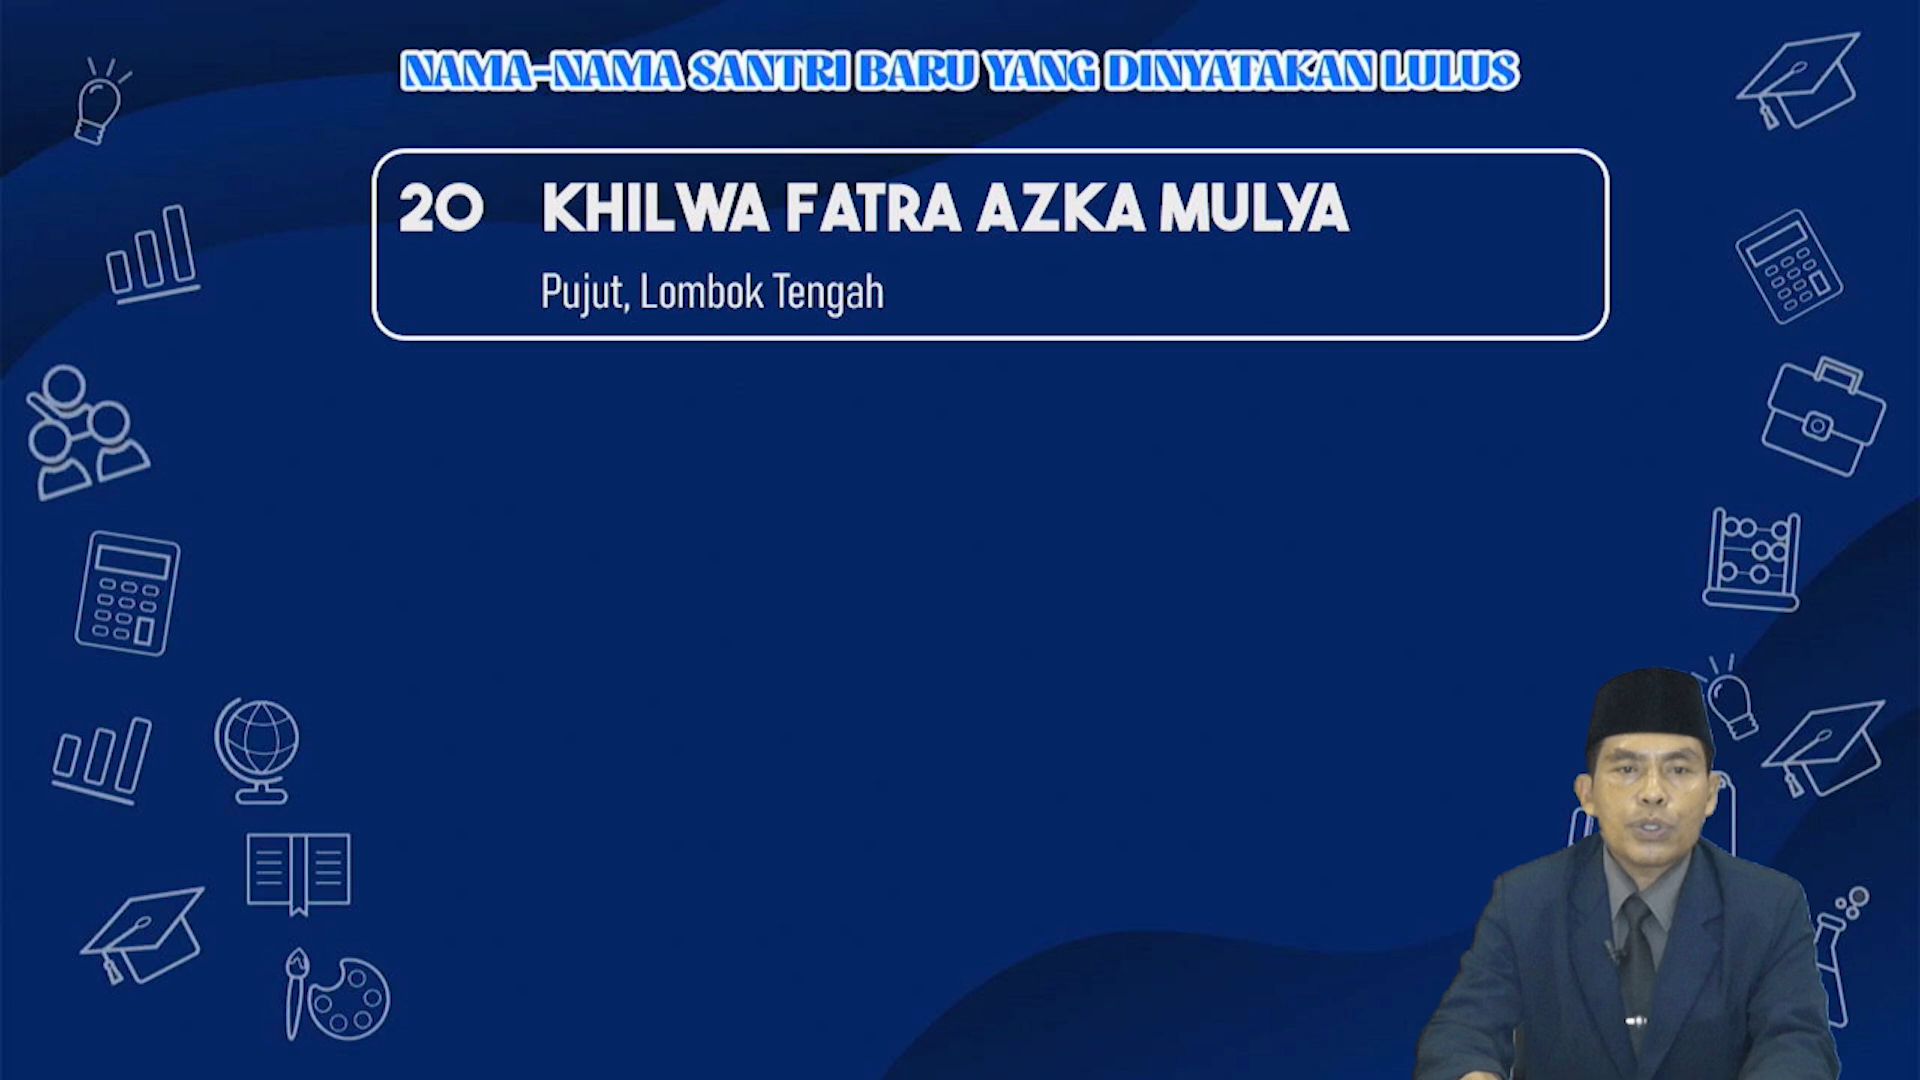 NAMA-NAMA SANTRI BARU YANG DINYATAKAN LULUS
20 KHILWA FATRA AZKA MULYA
Pujut, Lombok Tengah